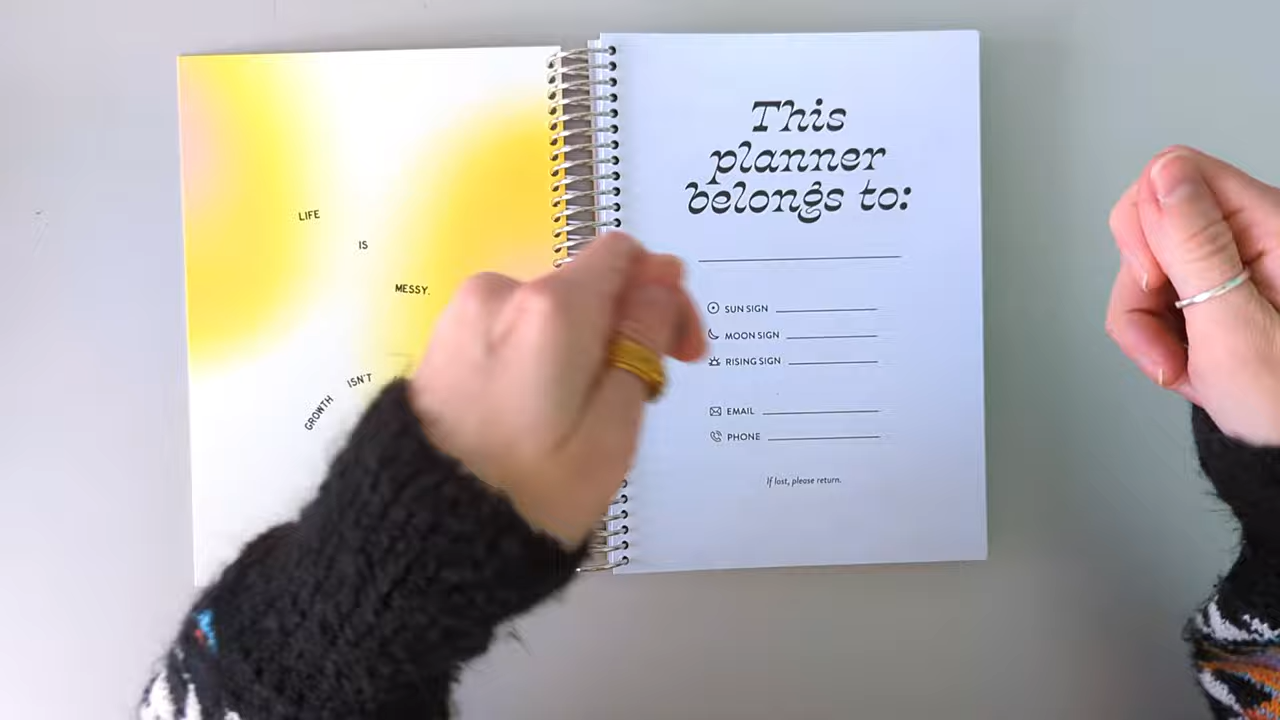 LIFE
IS
MESSY.
GROWTH ISN'T
This
planner
belongs to:
SUN SIGN
MOON SIGN
RISING SIGN
EMAIL
PHONE
If lost, please return.